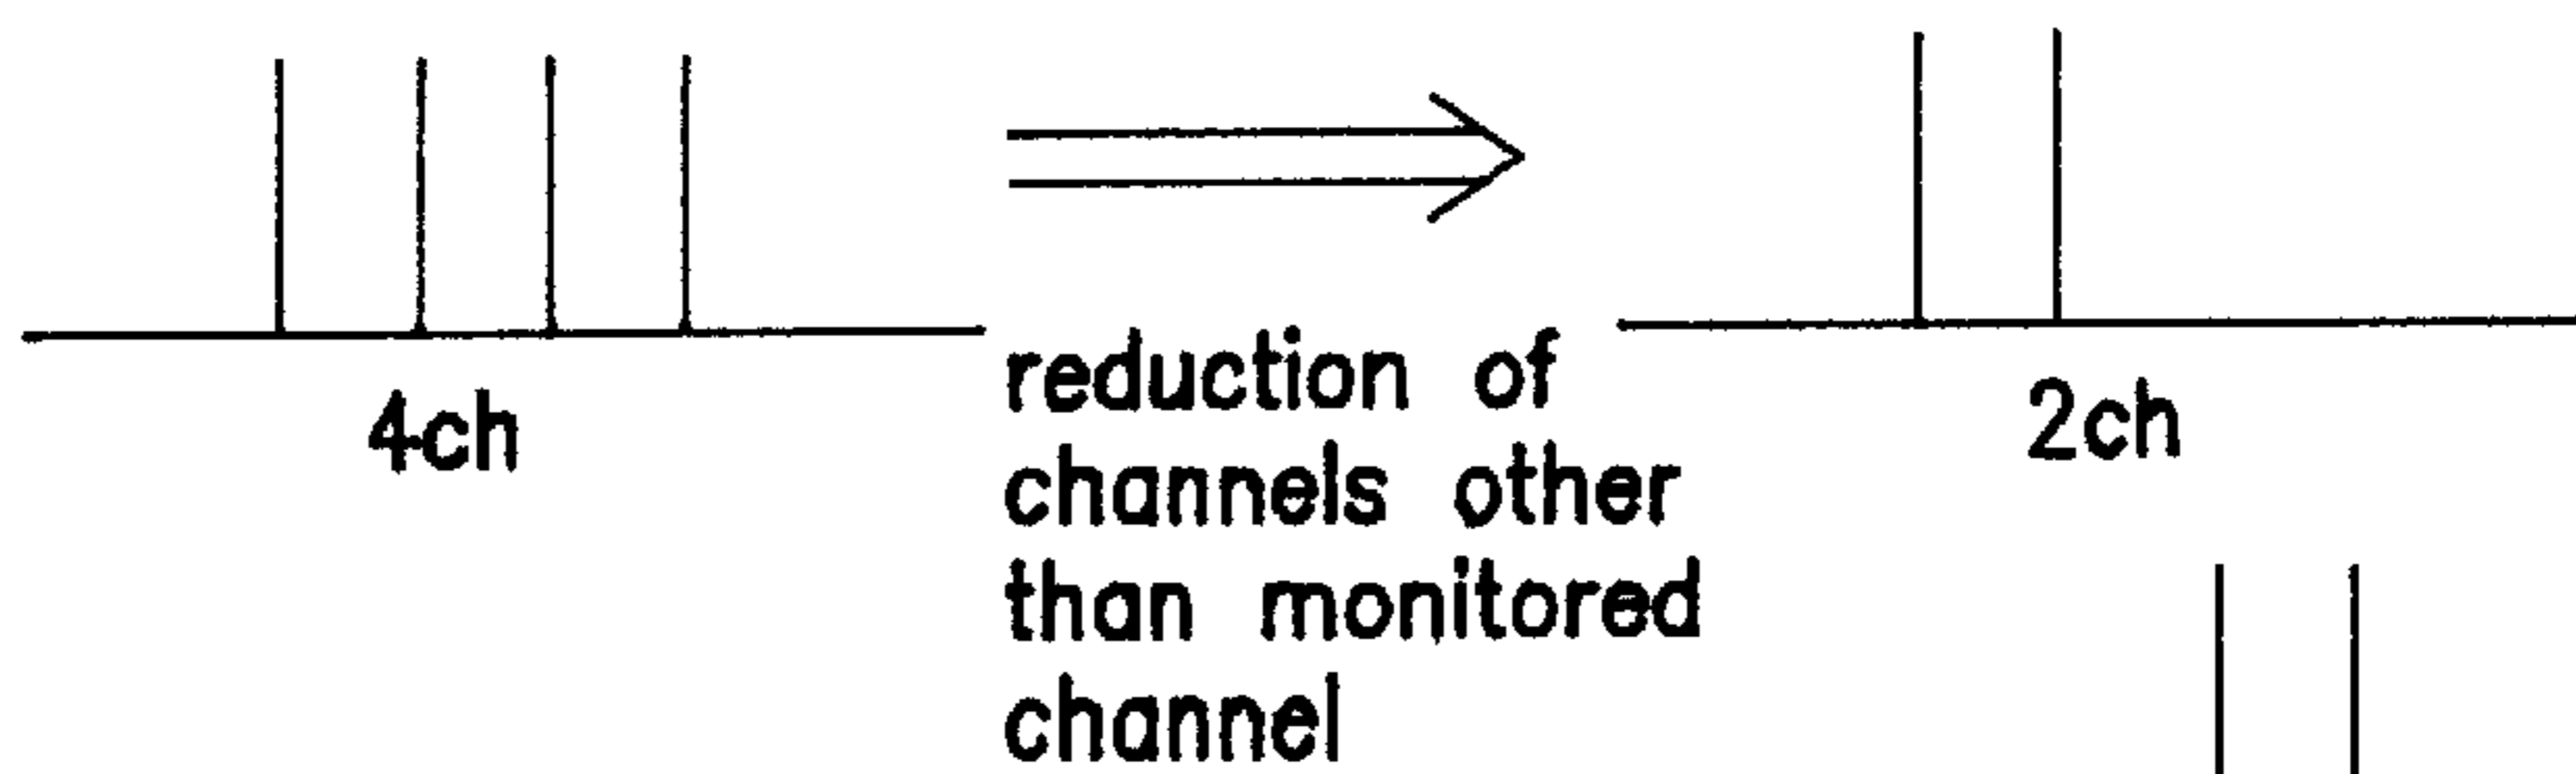 4ch
reduction of
channels other
than monitored
channel
2ch